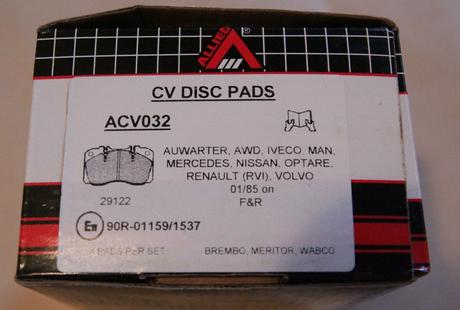 ALLIED
CV DISC PADS
ACV032
AUWARTER, AWD, IVECO, MAN,
MERCEDES, NISSAN, OPTARE,
RENAULT (RVI), VOLVO
01/85 on
29122
F&R
90R-01159/1537
PADS PER SET
BREMBO, MERITOR, WABCO